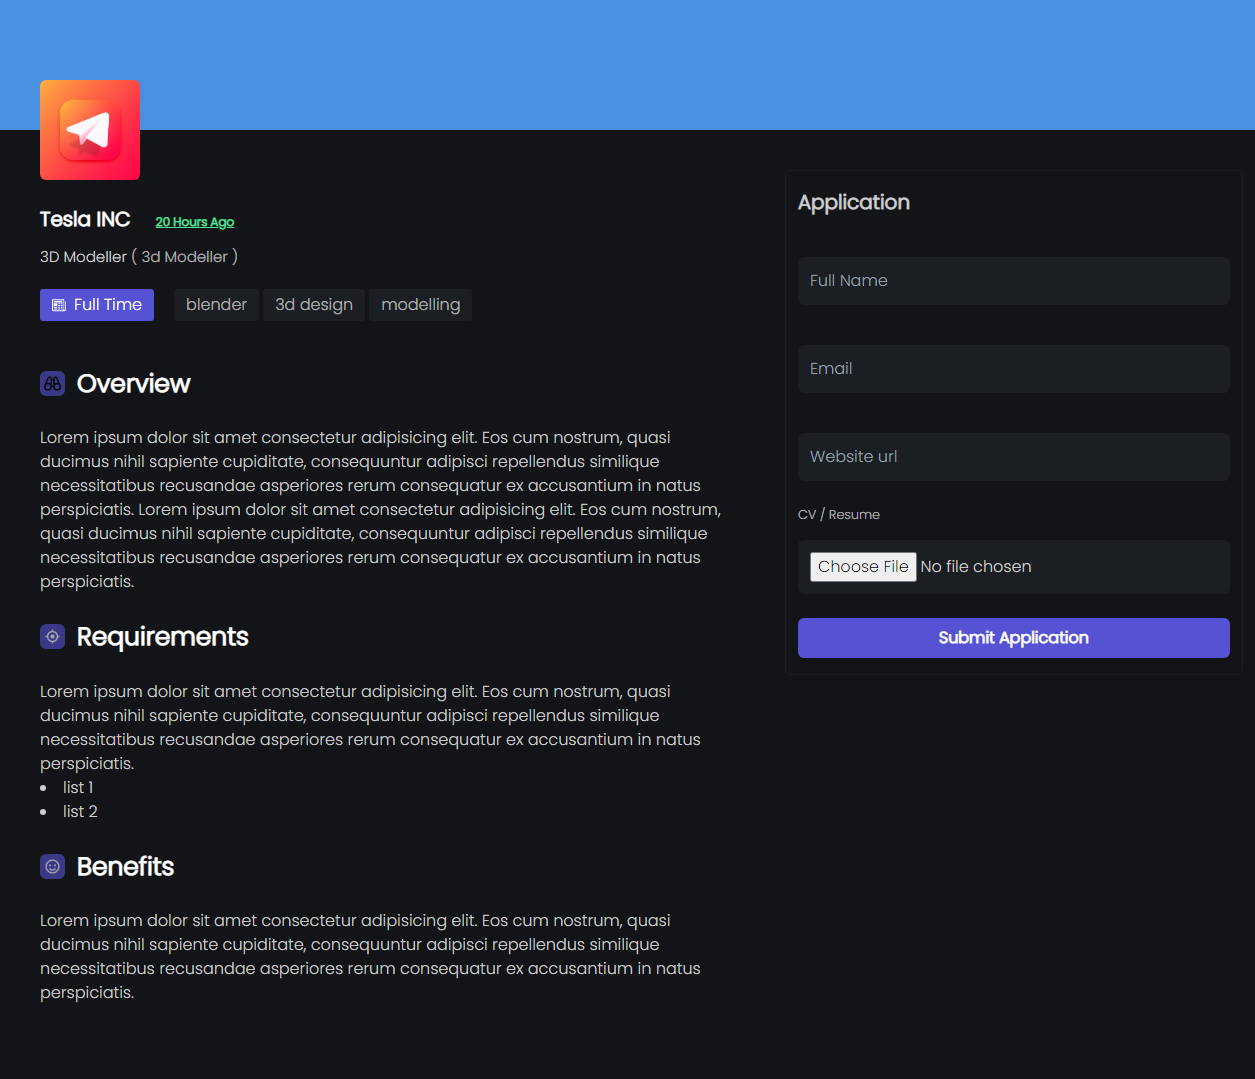 Tesla INC 20 Hours Ago
3D Modeller ( 3d Modeller )
Full Time blender 3d design modelling
Overview
Lorem ipsum dolor sit amet consectetur adipisicing elit. Eos cum nostrum, quasi
ducimus nihil sapiente cupiditate, consequuntur adipisci repellendus similique
necessitatibus recusandae asperiores rerum consequatur ex accusantium in natus
perspiciatis. Lorem ipsum dolor sit amet consectetur adipisicing elit. Eos cum nostrum,
quasi ducimus nihil sapiente cupiditate, consequuntur adipisci repellendus similique
necessitatibus recusandae asperiores rerum consequatur ex accusantium in natus
perspiciatis.
Requirements
Lorem ipsum dolor sit amet consectetur adipisicing elit. Eos cum nostrum, quasi
ducimus nihil sapiente cupiditate, consequuntur adipisci repellendus similique
necessitatibus recusandae asperiores rerum consequatur ex accusantium in natus
perspiciatis.
• list 1
• list 2
Benefits
Lorem ipsum dolor sit amet consectetur adipisicing elit. Eos cum nostrum, quasi
ducimus nihil sapiente cupiditate, consequuntur adipisci repellendus similique
necessitatibus recusandae asperiores rerum consequatur ex accusantium in natus
perspiciatis.
Application
Full Name
Email
Website url
CV / Resume
Choose File No file chosen
Submit Application